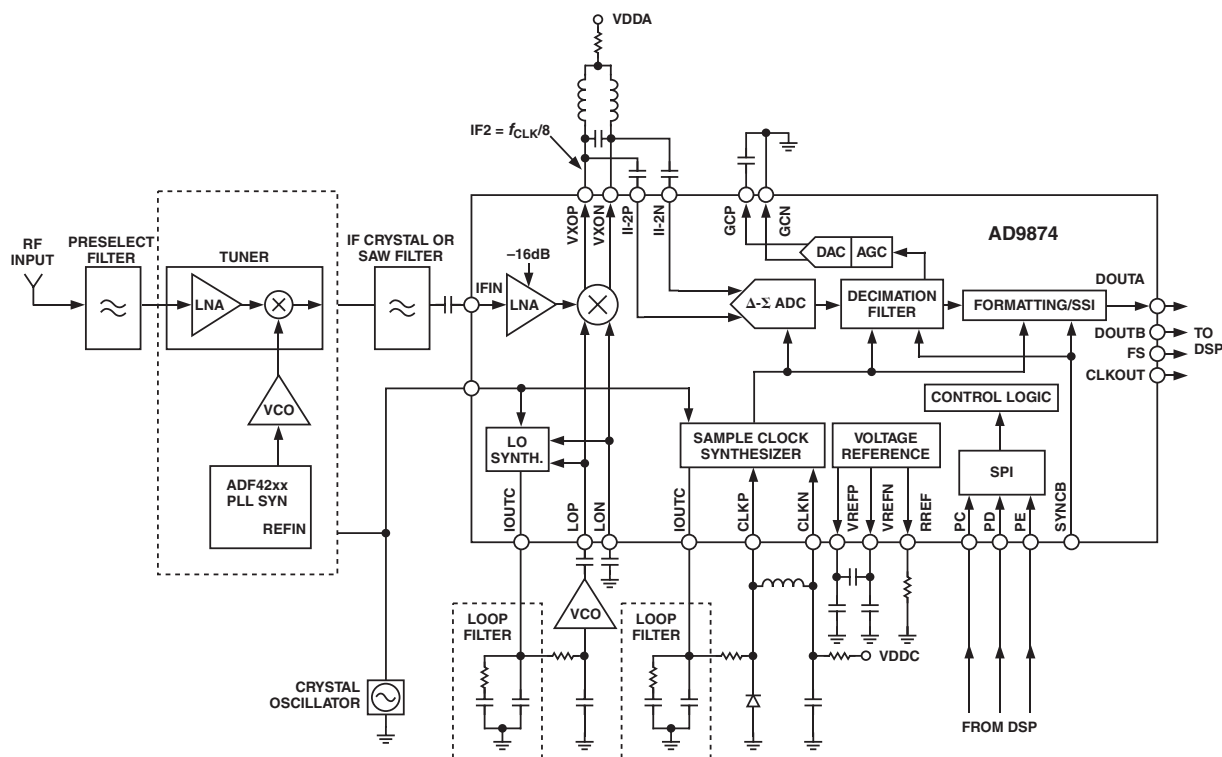 VDDA
IF2 = fCLK/8
VXOP
VXON
II-2P
II-2N
GCP
GCN
AD9874
RF
INPUT
PRESELECT
FILTER
TUNER
LNA
VCO
ADF42xx
PLL SYN
REFIN
IF CRYSTAL OR
SAW FILTER
IFIN
–16dB
LNA
DAC
AGC
Δ-Σ ADC
DECIMATION
FILTER
FORMATTING/SSI
DOUTA
DOUTB
FS
CLKOUT
TO
DSP
CONTROL LOGIC
LO
SYNTH.
SAMPLE CLOCK
SYNTHESIZER
VOLTAGE
REFERENCE
SPI
IOUTC
LOP
LON
IOUTC
CLKP
CLKN
VREFP
VREFN
RREF
PC
PD
PE
SYNCB
LOOP
FILTER
VCO
LOOP
FILTER
VDDC
CRYSTAL
OSCILLATOR
FROM DSP